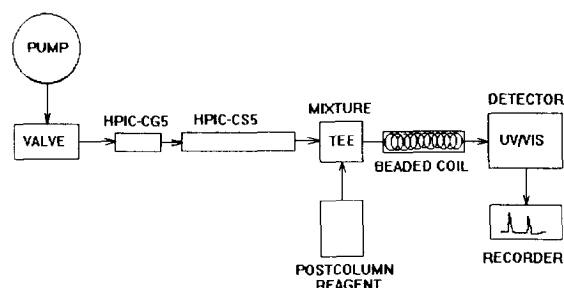 PUMP
VALVE
HPIC-CG5
HPIC-CS5
MIXTURE
TEE
POSTCOLUMN
REAGENT
BEADED COIL
DETECTOR
UV/VIS
RECORDER